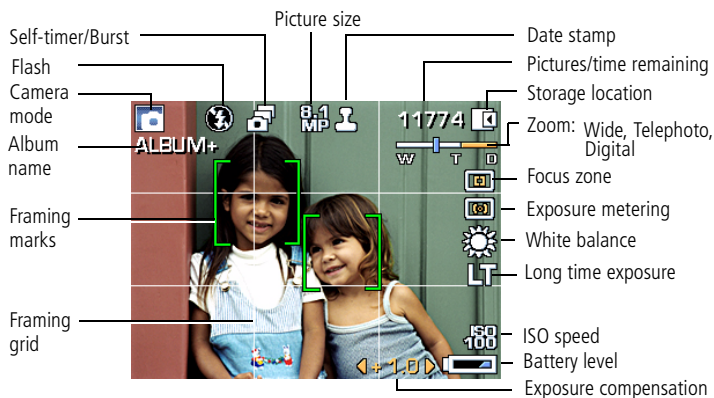 Picture size
Self-timer/Burst
Date stamp
Flash
Pictures/time remaining
Camera
mode
Storage location
Album
name
Zoom: Wide, Telephoto,
Digital
Focus zone
Framing
marks
Exposure metering
White balance
Long time exposure
Framing
grid
ISO speed
Battery level
Exposure compensation
8.1
MP
11774
ALBUM+
W T D
LT
ISO
100
+1.0